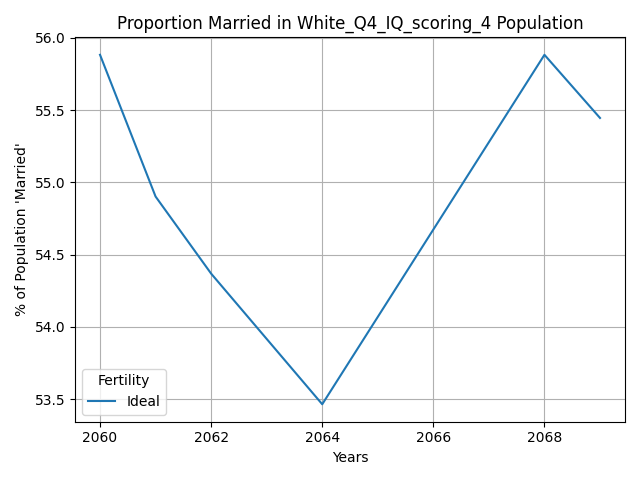 Proportion Married in White_Q4_IQ_scoring_4 Population
% of Population 'Married'
56.0
55.5
55.0
54.5
54.0
53.5
Fertility
Ideal
2060 2062 2064 2066 2068
Years